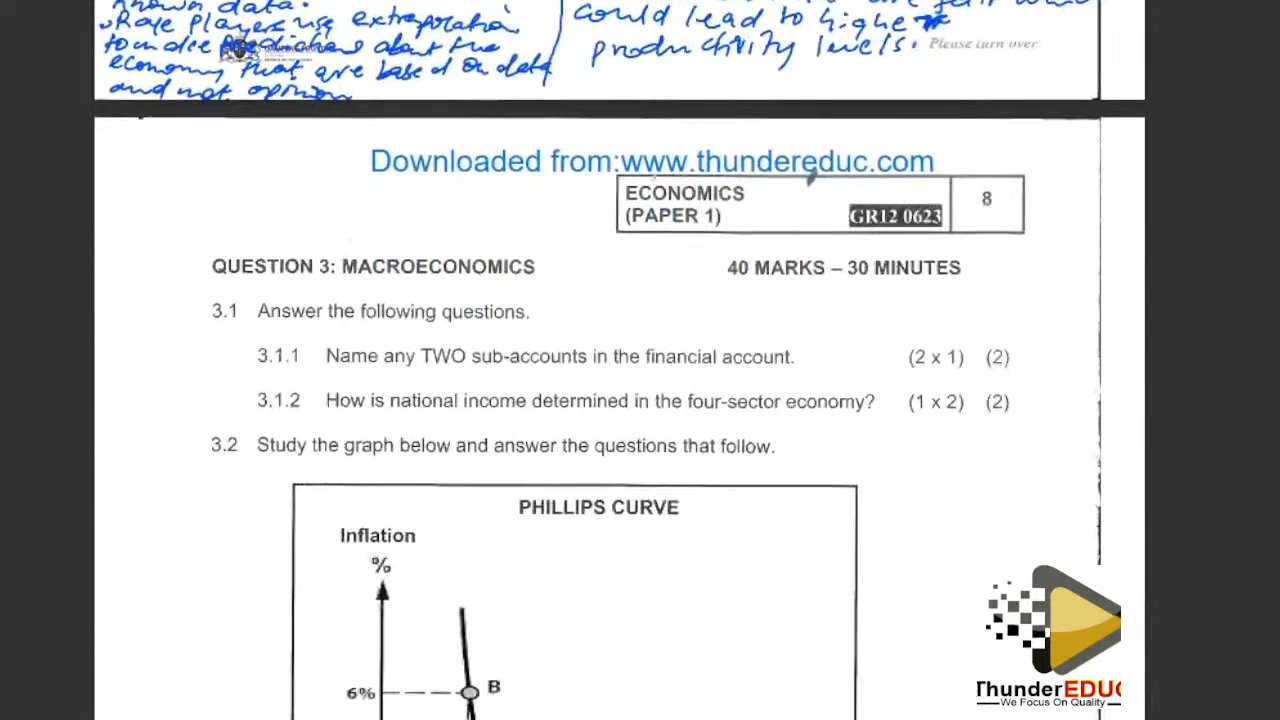 known data.
Role players use extrapolation
to make predictions about the
economy that are based on data
and not opinion
could lead to higher
productivity levels.
Please turn over
Downloaded from:www.thundereduc.com
ECONOMICS
(PAPER 1)
GR12 0623
8
QUESTION 3: MACROECONOMICS 40 MARKS – 30 MINUTES
3.1 Answer the following questions.
3.1.1 Name any TWO sub-accounts in the financial account. (2 x 1) (2)
3.1.2 How is national income determined in the four-sector economy? (1 x 2) (2)
3.2 Study the graph below and answer the questions that follow.
PHILLIPS CURVE
Inflation
%
6%
B
ThunderEDUC
We Focus On Quality